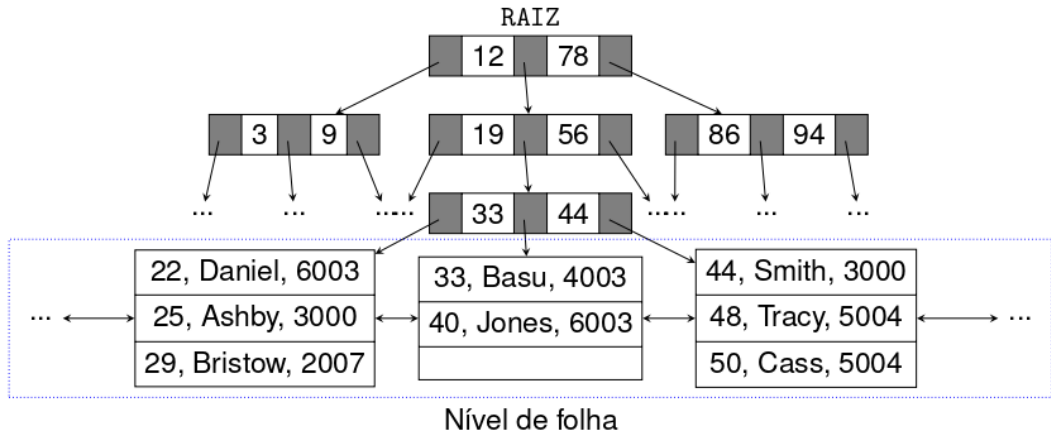 RAIZ
12 78
3 9 19 56 86 94
... ... ...... ...... ... ...
33 44
22, Daniel, 6003
25, Ashby, 3000
29, Bristow, 2007
33, Basu, 4003
40, Jones, 6003
44, Smith, 3000
48, Tracy, 5004
50, Cass, 5004
... ...
Nível de folha